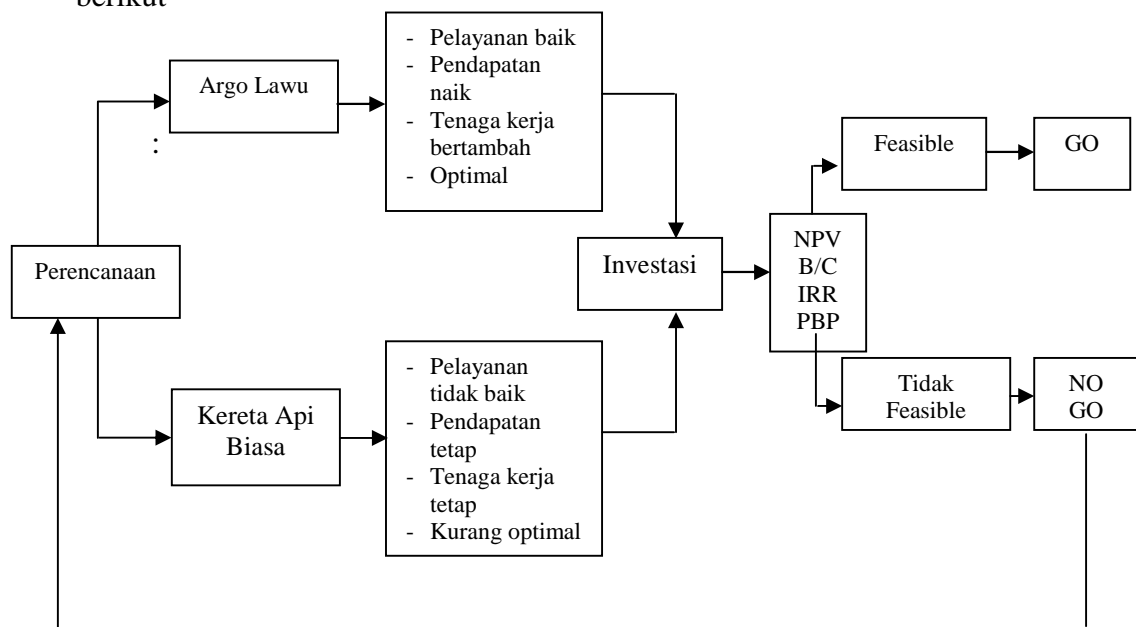 berikut
Argo Lawu
:
- Pelayanan baik
- Pendapatan
naik
- Tenaga kerja
bertambah
- Optimal
Feasible
GO
Perencanaan
Investasi
NPV
B/C
IRR
PBP
Kereta Api
Biasa
- Pelayanan
tidak baik
- Pendapatan
tetap
- Tenaga kerja
tetap
- Kurang optimal
Tidak
Feasible
NO
GO